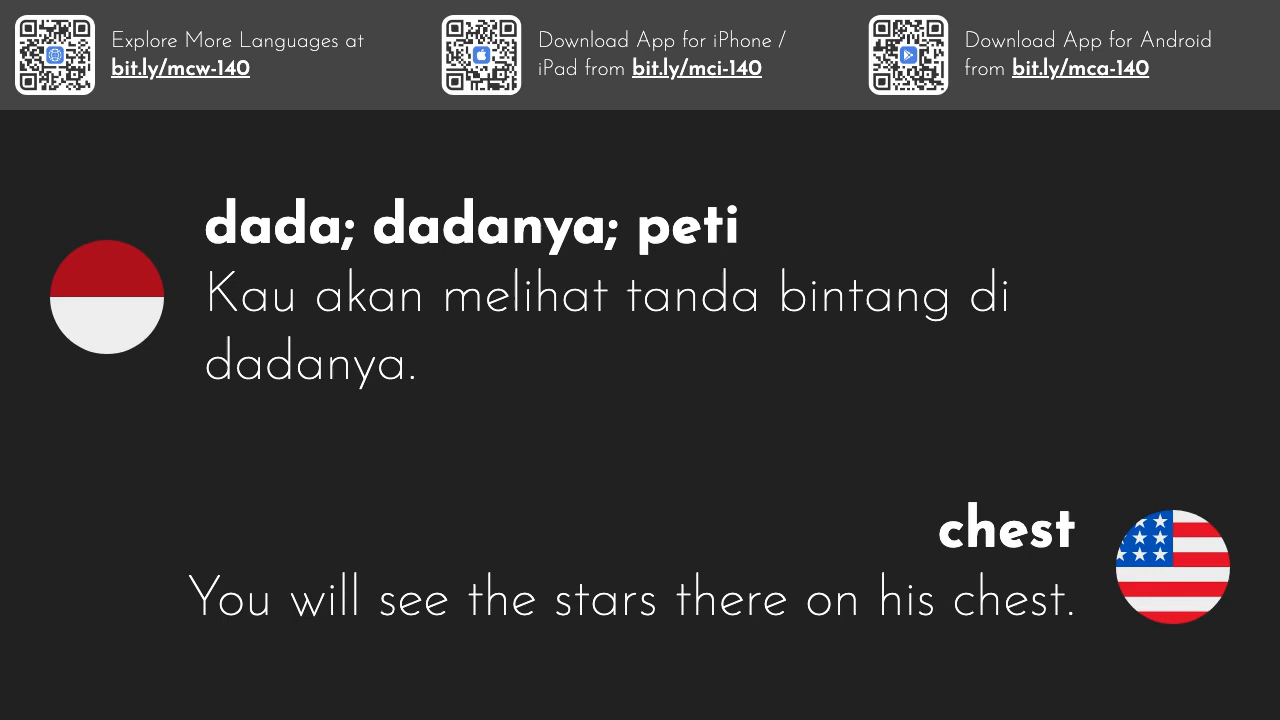 Explore More Languages at
bit.ly/mcw-140
Download App for iPhone /
iPad from bit.ly/mci-140
Download App for Android
from bit.ly/mca-140
dada; dadanya; peti
Kau akan melihat tanda bintang di
dadanya.
chest
You will see the stars there on his chest.